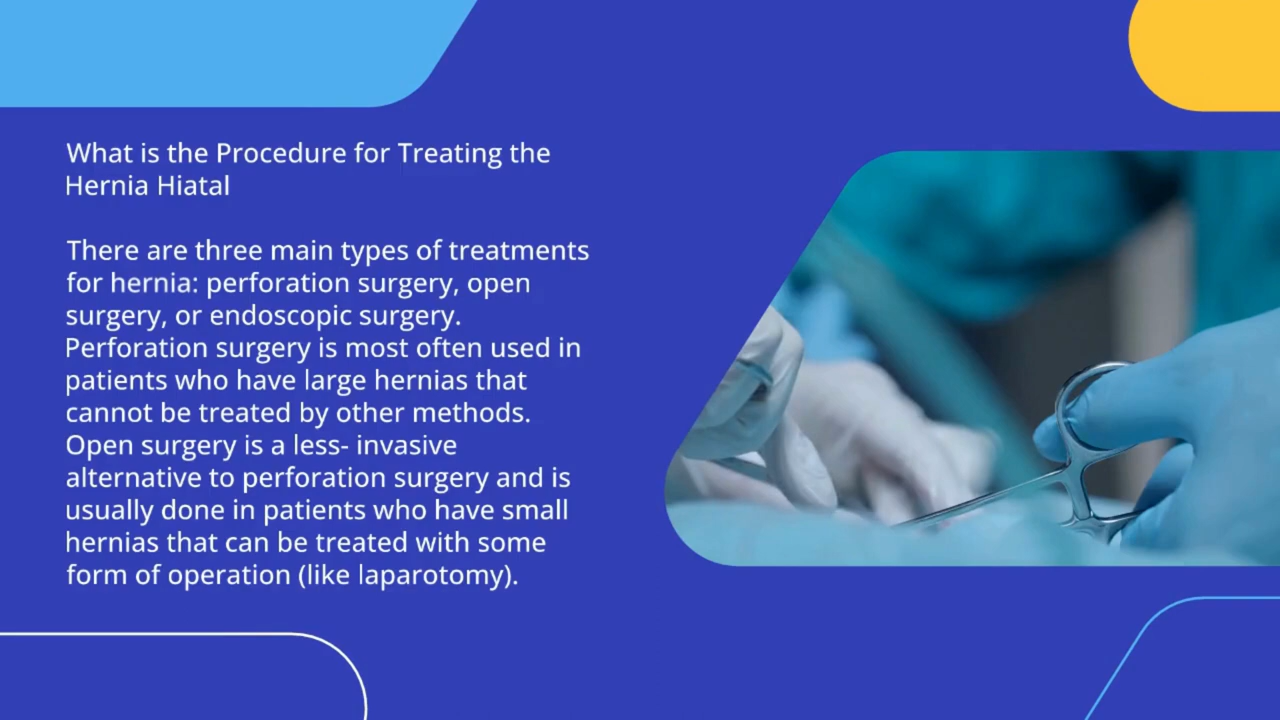 What is the Procedure for Treating the
Hernia Hiatal
There are three main types of treatments
for hernia: perforation surgery, open
surgery, or endoscopic surgery.
Perforation surgery is most often used in
patients who have large hernias that
cannot be treated by other methods.
Open surgery is a less- invasive
alternative to perforation surgery and is
usually done in patients who have small
hernias that can be treated with some
form of operation (like laparotomy).